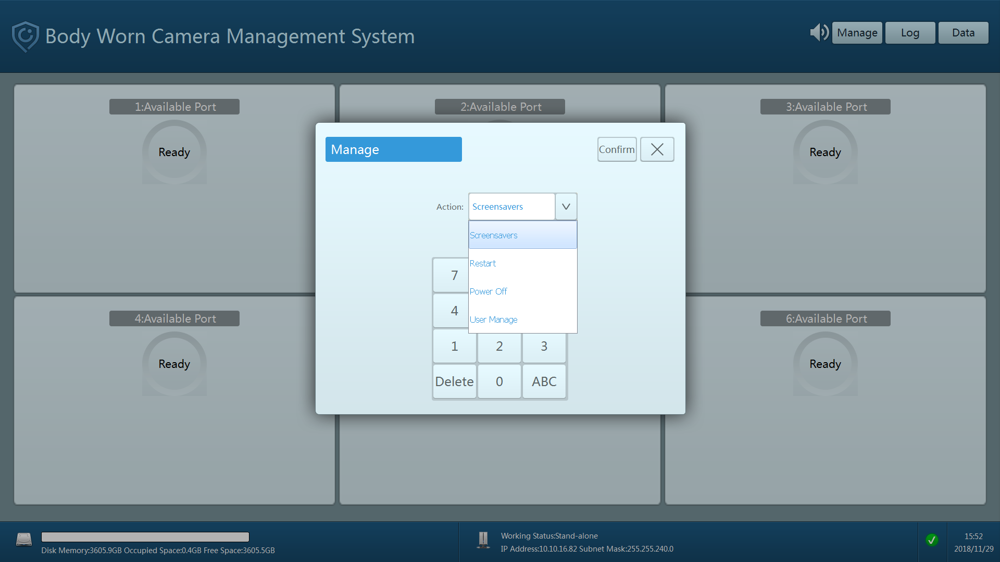 Body Worn Camera Management System
Manage
Log
Data
1:Available Port
Ready
2:Available Port
3:Available Port
Ready
Manage
Confirm
Action:
Screensavers
Screensavers
Restart
Power Off
User Manage
7
4
1
2
3
Delete
0
ABC
4:Available Port
Ready
6:Available Port
Ready
Disk Memory:3605.9GB Occupied Space:0.4GB Free Space:3605.5GB
Working Status:Stand-alone
IP Address:10.10.16.82 Subnet Mask:255.255.240.0
15:52
2018/11/29